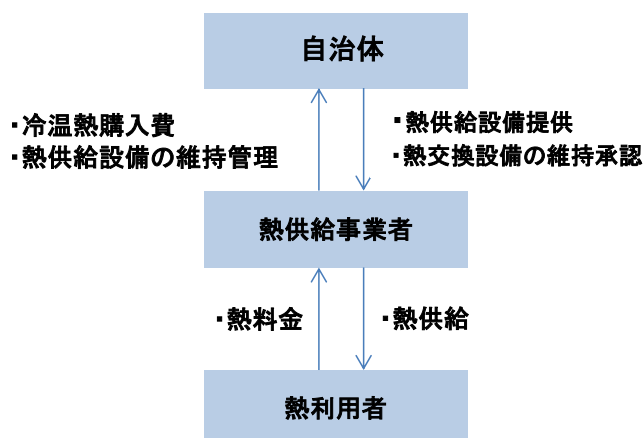 自治体
・冷温熱購入費
・熱供給設備の維持管理
・熱供給設備提供
・熱交換設備の維持承認
熱供給事業者
・熱料金
・熱供給
熱利用者